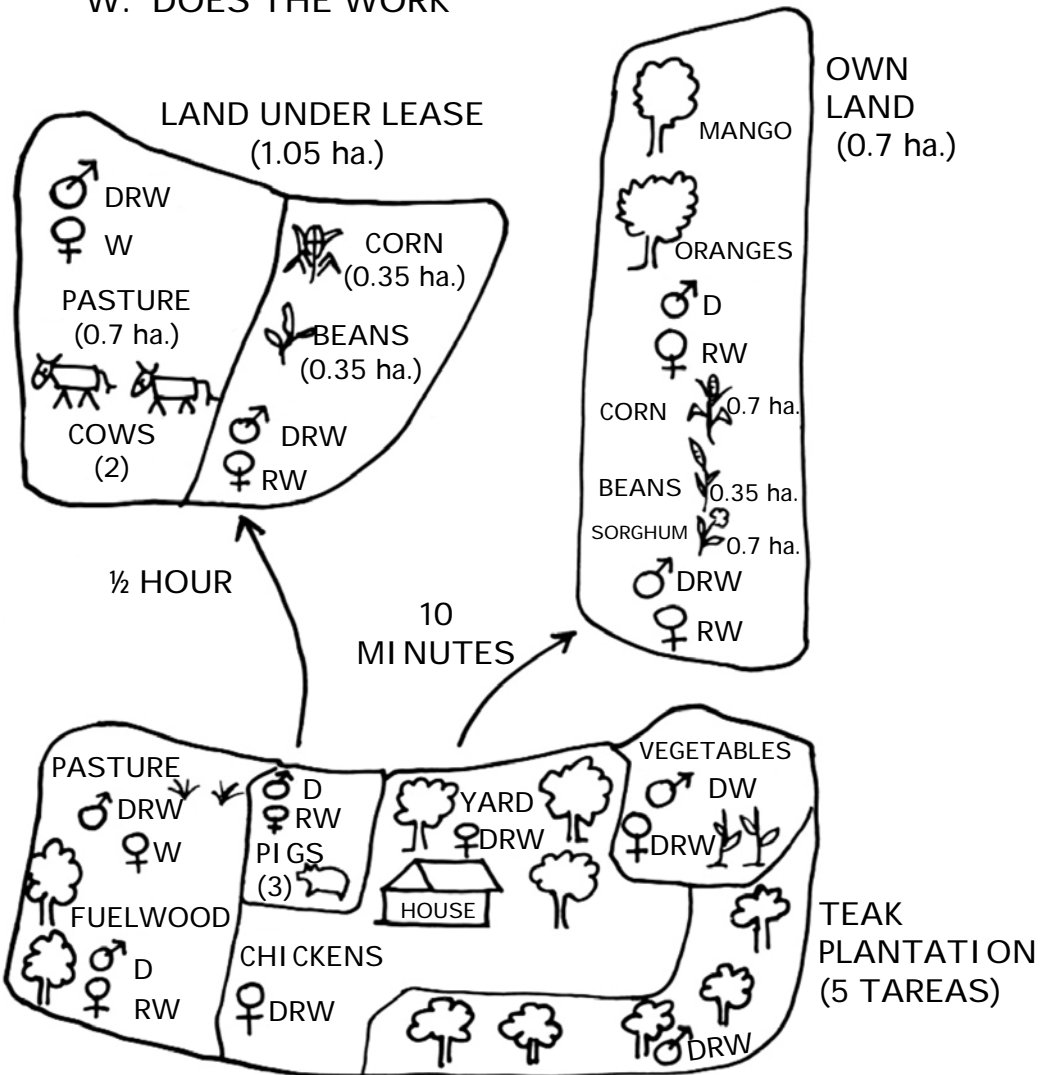 W: DOES THE WORK
LAND UNDER LEASE
(1.05 ha.)
DRW
W
PASTURE
(0.7 ha.)
COWS
(2)
CORN
(0.35 ha.)
BEANS
(0.35 ha.)
DRW
RW
OWN
LAND
(0.7 ha.)
MANGO
ORANGES
D
RW
CORN 0.7 ha.
BEANS 0.35 ha.
SORGHUM 0.7 ha.
DRW
RW
½ HOUR
10
MINUTES
PASTURE
DRW
W
FUELWOOD
D
RW
D
RW
PIGS
(3)
CHICKENS
DRW
YARD
DRW
HOUSE
VEGETABLES
DW
DRW
TEAK
PLANTATION
(5 TAREAS)
DRW